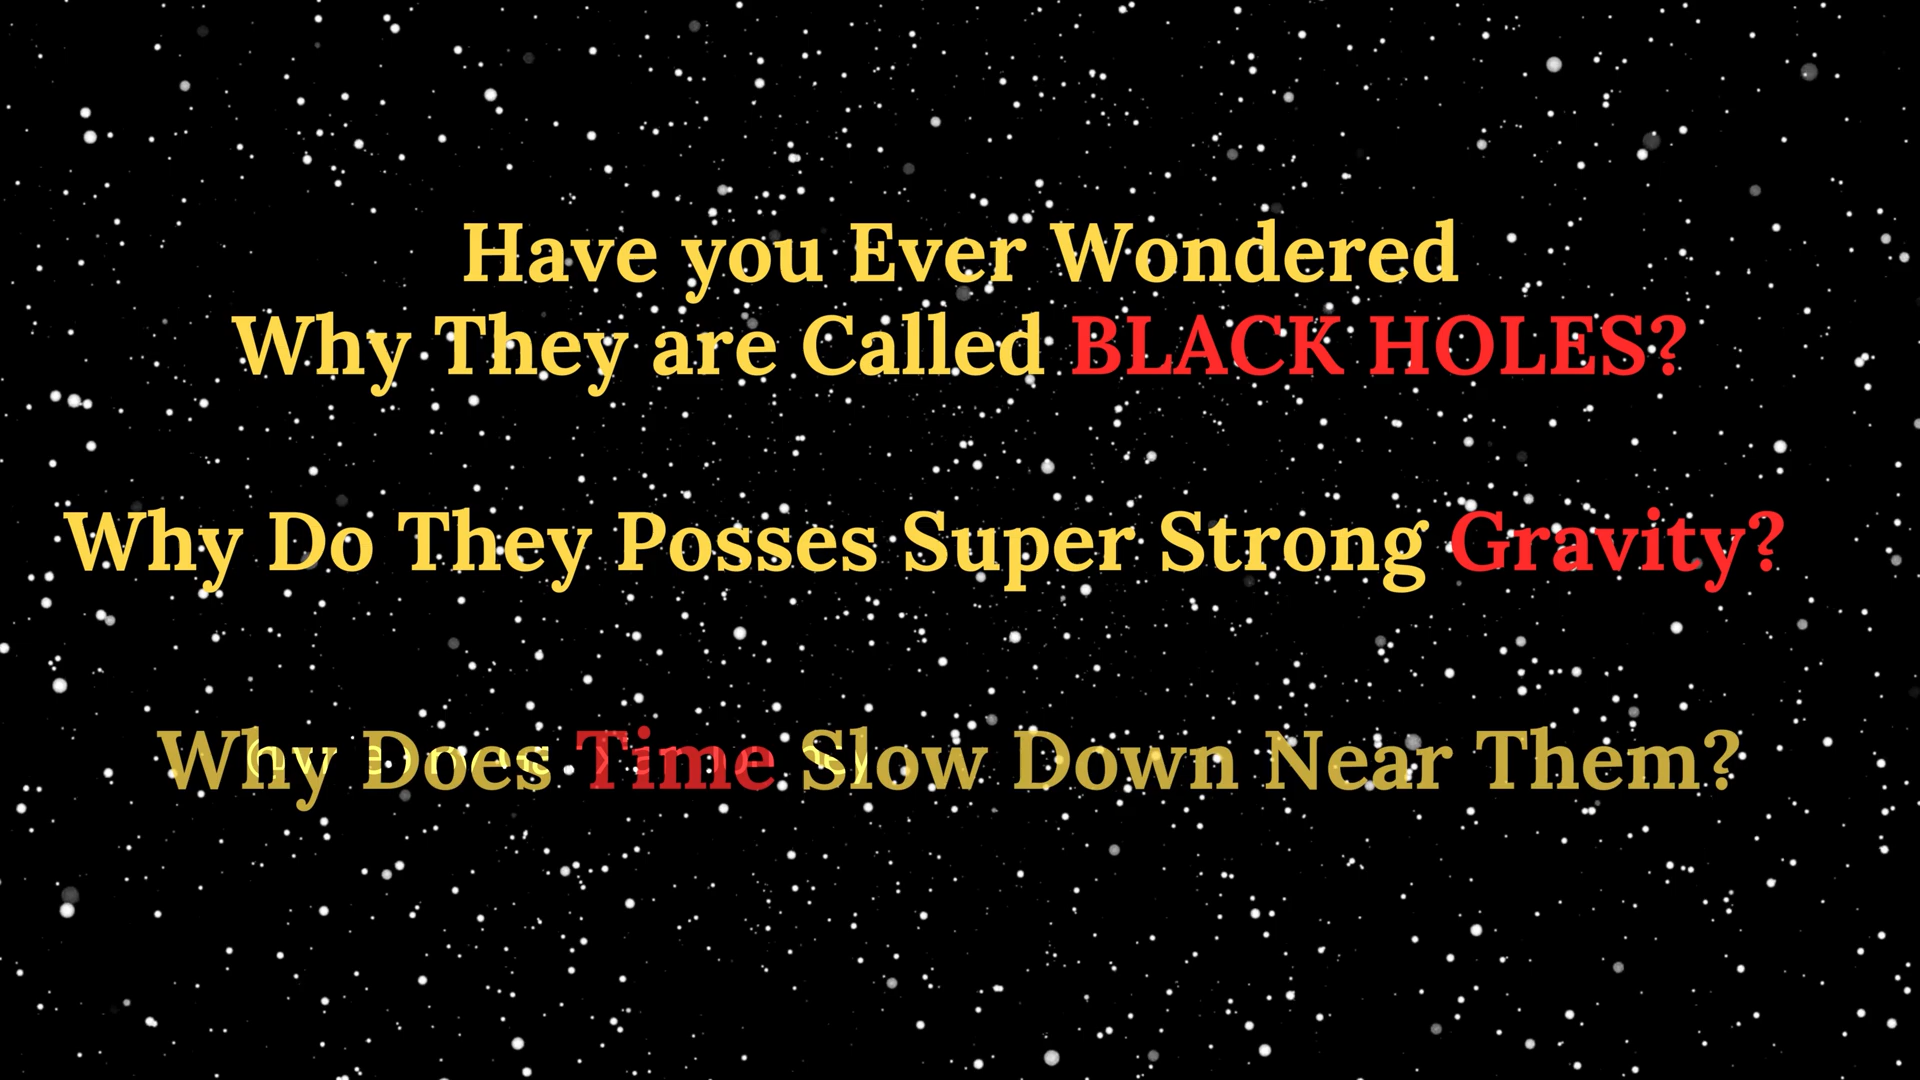 Have you Ever Wondered
Why They are Called BLACK HOLES?
Why Do They Posses Super Strong Gravity?
Why Does Time Slow Down Near Them?